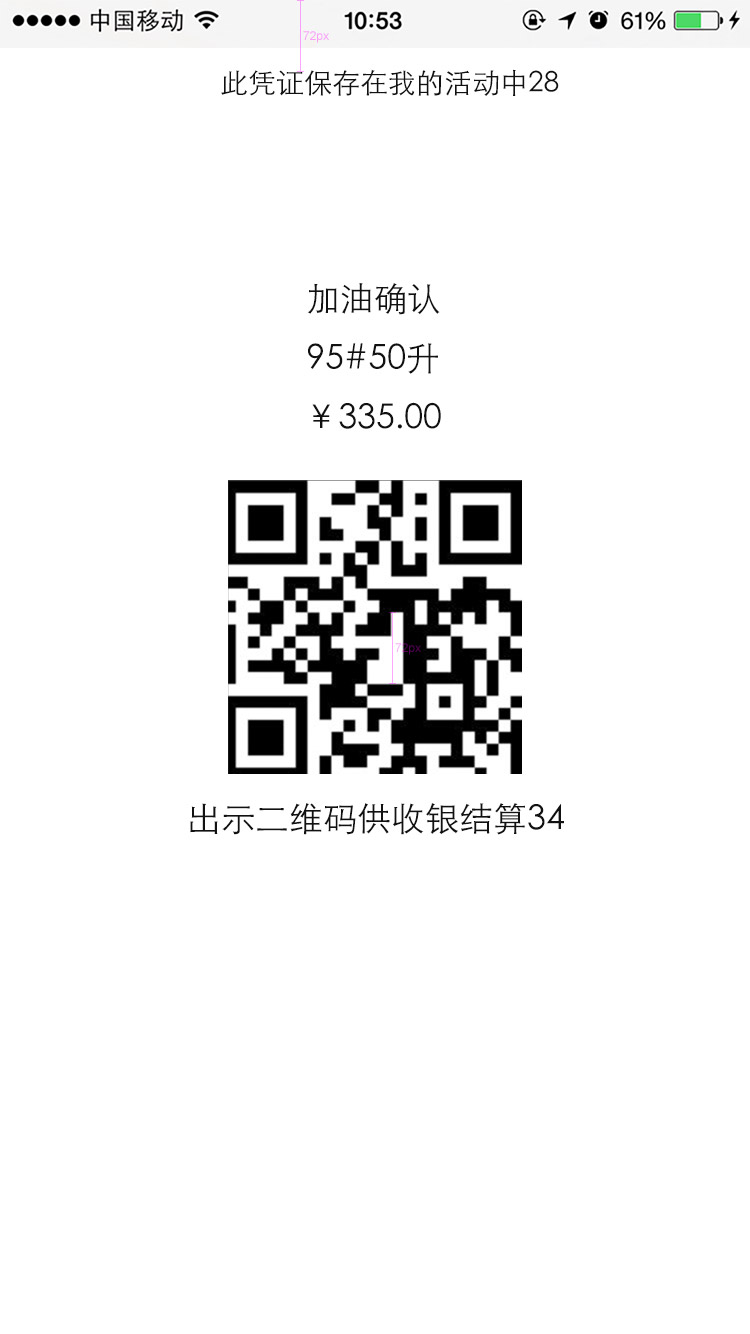 中国移动 10:53 61%
72px
此凭证保存在我的活动中28
加油确认
95#50升
￥335.00
72px
出示二维码供收银结算34